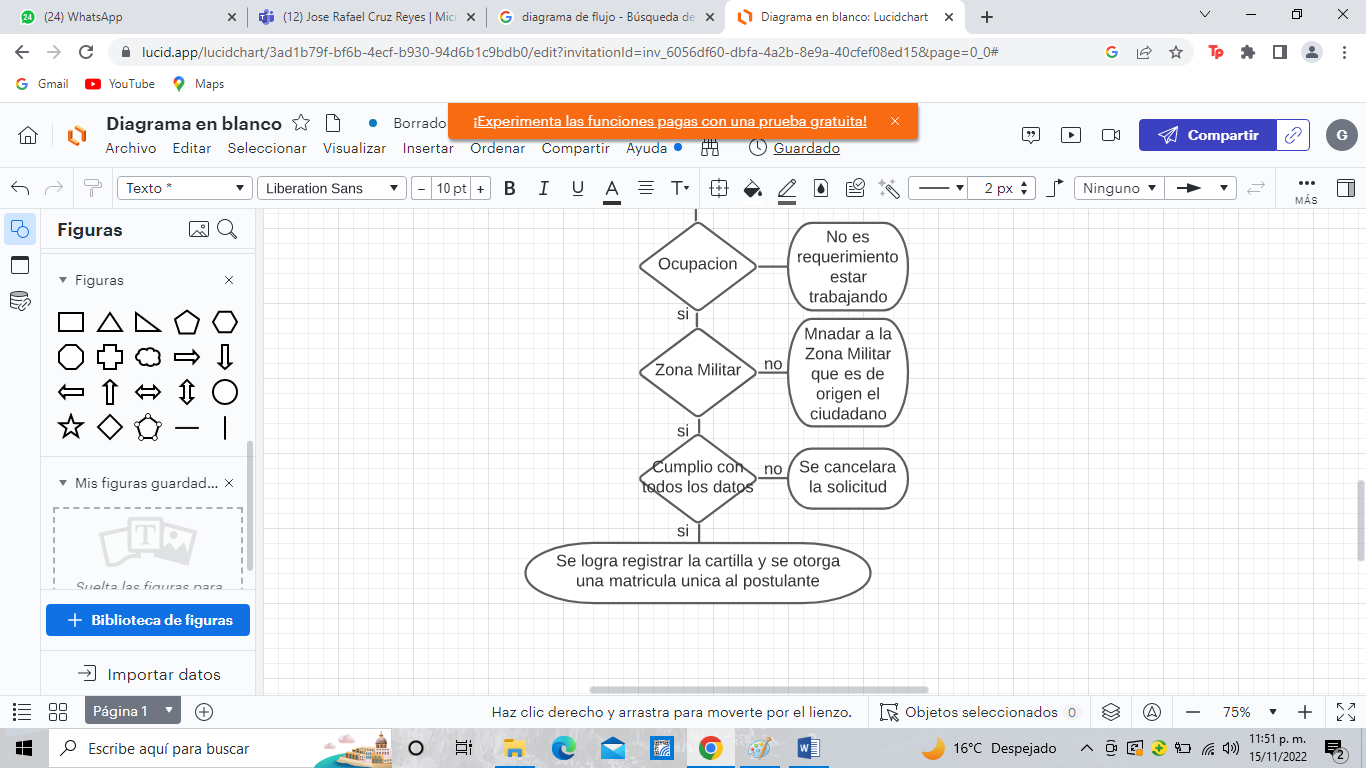 (24) WhatsApp
(12) Jose Rafael Cruz Reyes | Micr
diagrama de flujo - Búsqueda de
Diagrama en blanco: Lucidchart
lucid.app/lucidchart/3ad1b79f-bf6b-4ecf-b930-94d6b1c9bdb0/edit?invitationId=inv_6056df60-dbfa-4a2b-8e9a-40cfef08ed15&page=0_0#
Gmail
YouTube
Maps
Diagrama en blanco
Borrado
¡Experimenta las funciones pagas con una prueba gratuita!
Archivo Editar Seleccionar Visualizar Insertar Ordenar Compartir Ayuda
Guardado
Compartir
G
Texto *
Liberation Sans
10 pt
B I U A T
2 px
Ninguno
MÁS
Figuras
Figuras
Mis figuras guardad...
Suelta las figuras para
Biblioteca de figuras
Importar datos
Ocupacion
No es
requerimiento
estar
trabajando
si
Zona Militar
no
Mnadar a la
Zona Militar
que es de
origen el
ciudadano
si
Cumplio con
todos los datos
no
Se cancelara
la solicitud
si
Se logra registrar la cartilla y se otorga
una matricula unica al postulante
Página 1
Haz clic derecho y arrastra para moverte por el lienzo.
Objetos seleccionados 0
75%
Escribe aquí para buscar
16°C Despejado
11:51 p. m.
15/11/2022
2